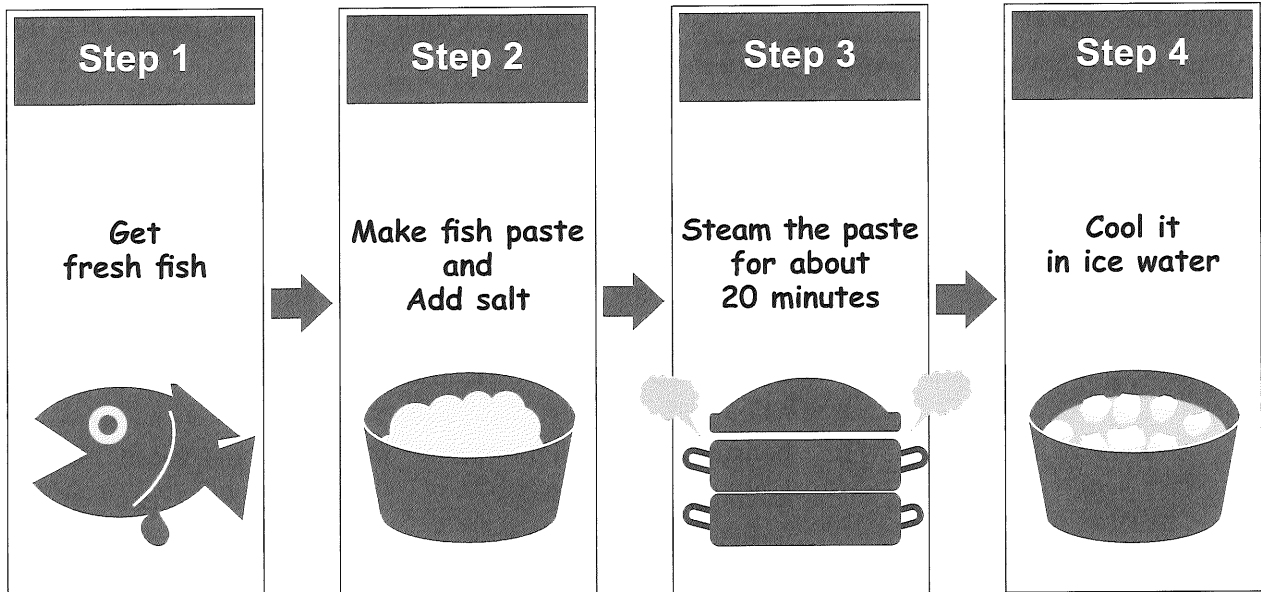 Step 1
Get
fresh fish
Step 2
Make fish paste
and
Add salt
Step 3
Steam the paste
for about
20 minutes
Step 4
Cool it
in ice water